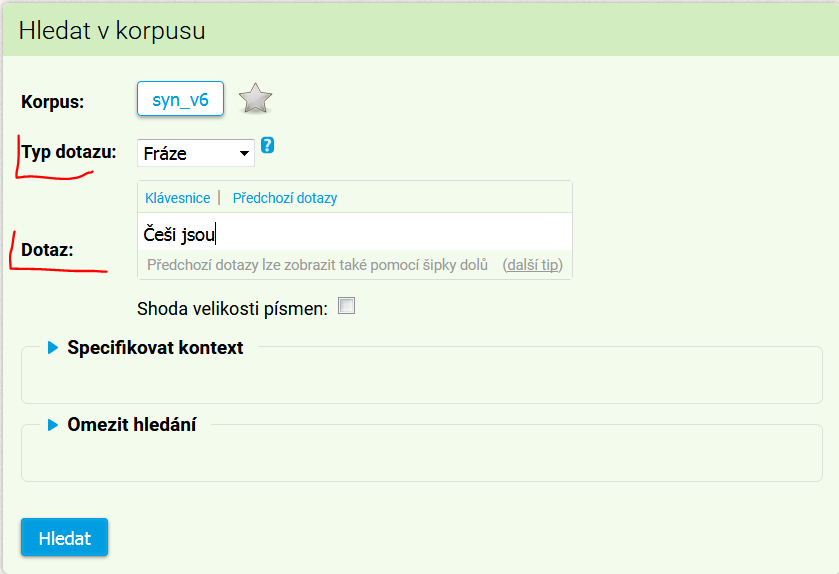 Hledat v korpusu
Korpus: syn_v6
Typ dotazu: Fráze ?
Klávesnice | Předchozí dotazy
Dotaz: Češi jsou
Předchozí dotazy lze zobrazit také pomocí šipky dolů (další tip)
Shoda velikosti písmen:
Specifikovat kontext
Omezit hledání
Hledat